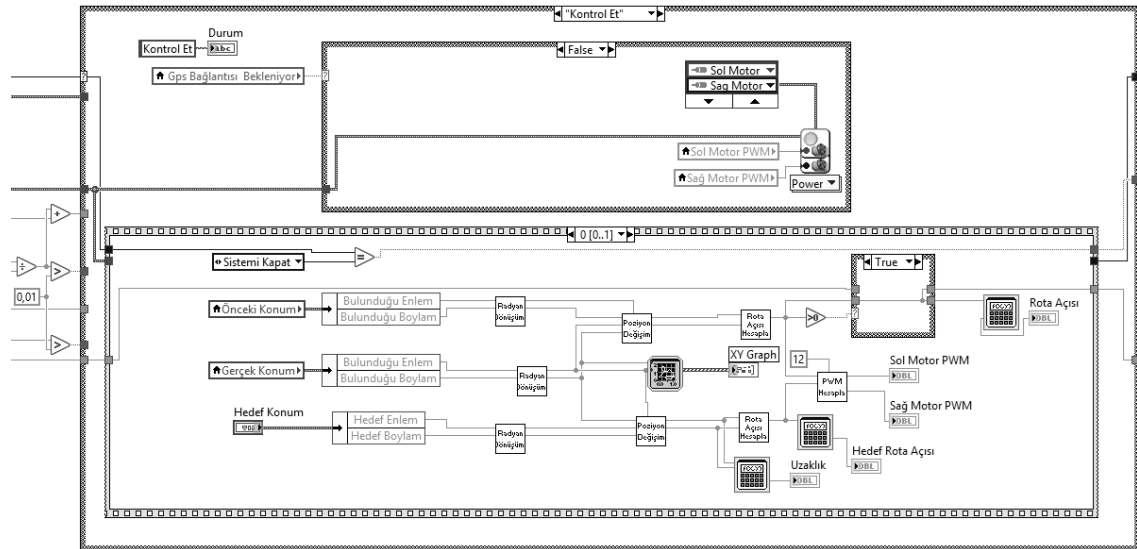 "Kontrol Et"
Durum
Kontrol Et
abc
Gps Bağlantısı Bekleniyor
False
Sol Motor
Sag Motor
Sol Motor PWM
Sağ Motor PWM
Power
0 [0..1]
Sistemi Kapat
=
+
÷
>
0,01
>
True
Önceki Konum
Bulunduğu Enlem
Bulunduğu Boylam
Radyan
Dönüşüm
Pozisyon
Değişim
Rota
Açısı
Hesapla
>0
Rota Açısı
DBL
Gerçek Konum
Bulunduğu Enlem
Bulunduğu Boylam
Radyan
Dönüşüm
XY Graph
12
PWM
Hesapla
Sol Motor PWM
DBL
Sağ Motor PWM
DBL
Hedef Konum
Hedef Enlem
Hedef Boylam
Radyan
Dönüşüm
Pozisyon
Değişim
Rota
Açısı
Hesapla
Hedef Rota Açısı
DBL
Uzaklık
DBL